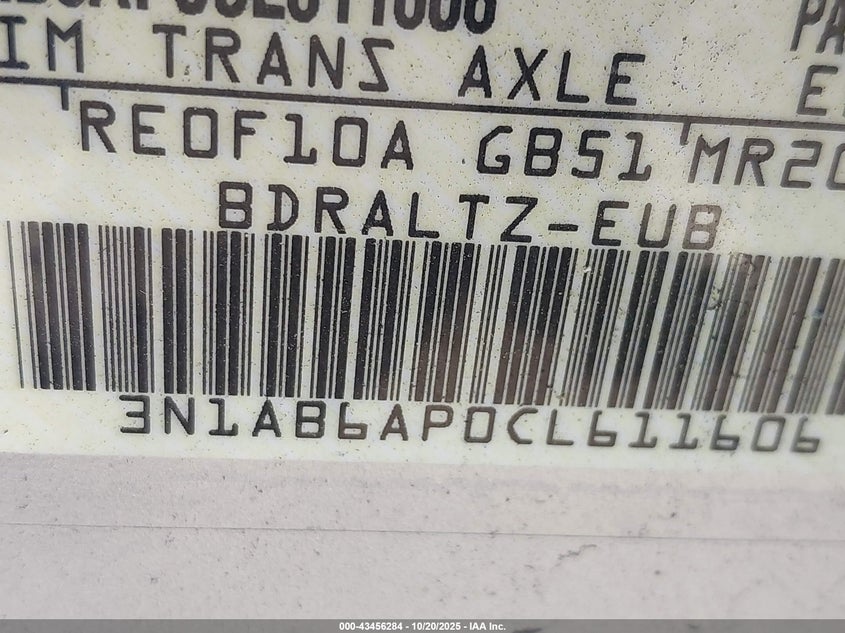 IM TRANS AXLE
RE0F10A GB51 MR20
BDRALTZ-EUB
3N1AB6AP0CL611606
000-43456284 - 10/20/2025 - IAA Inc.